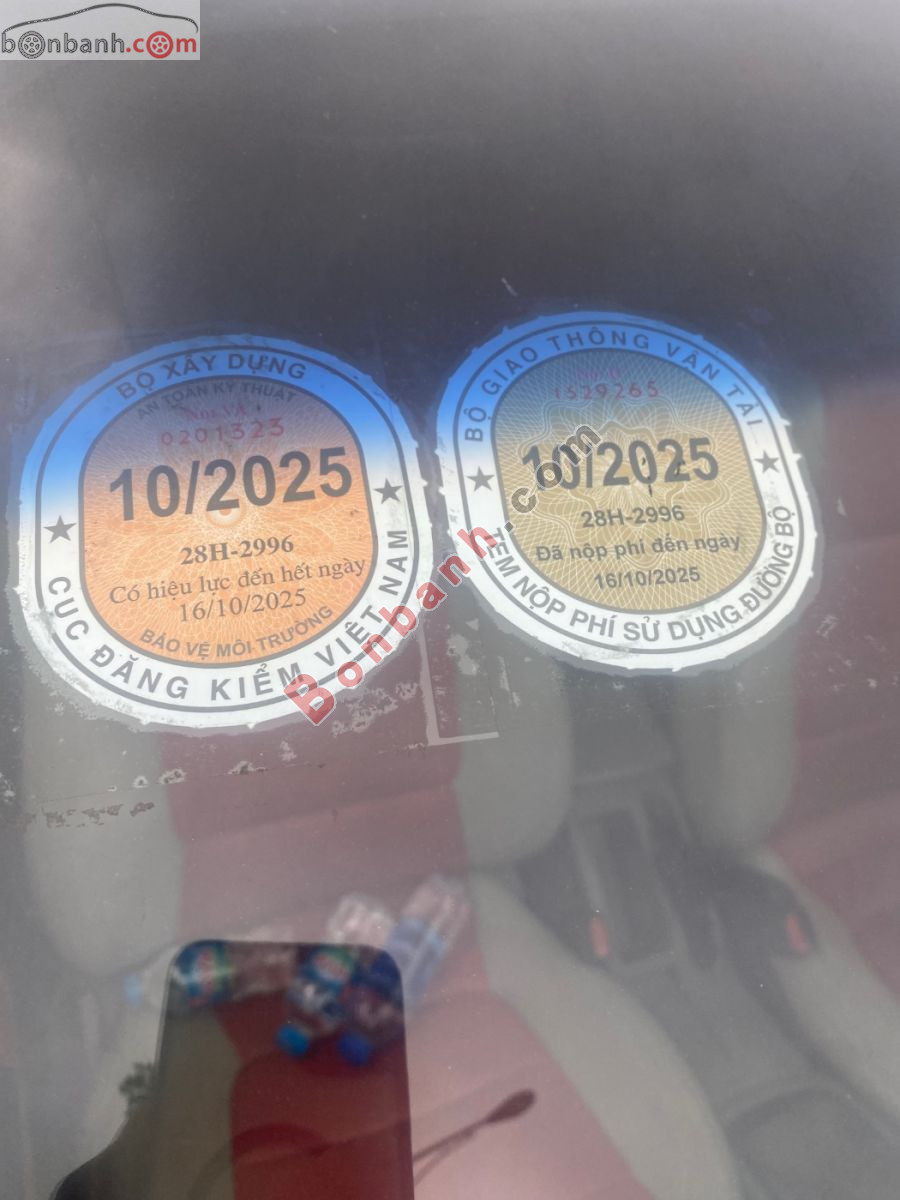 bonbanh.com
BỘ XÂY DỰNG
AN TOÀN KỸ THUẬT
0201323
10/2025
28H-2996
Có hiệu lực đến hết ngày
16/10/2025
BẢO VỆ MÔI TRƯỜNG
CỤC ĐĂNG KIỂM VIỆT NAM
BỘ GIAO THÔNG VẬN TẢI
1529265
10/2025
28H-2996
Đã nộp phí đến ngày
16/10/2025
TEM NỘP PHÍ SỬ DỤNG ĐƯỜNG BỘ
Bonbanh.com